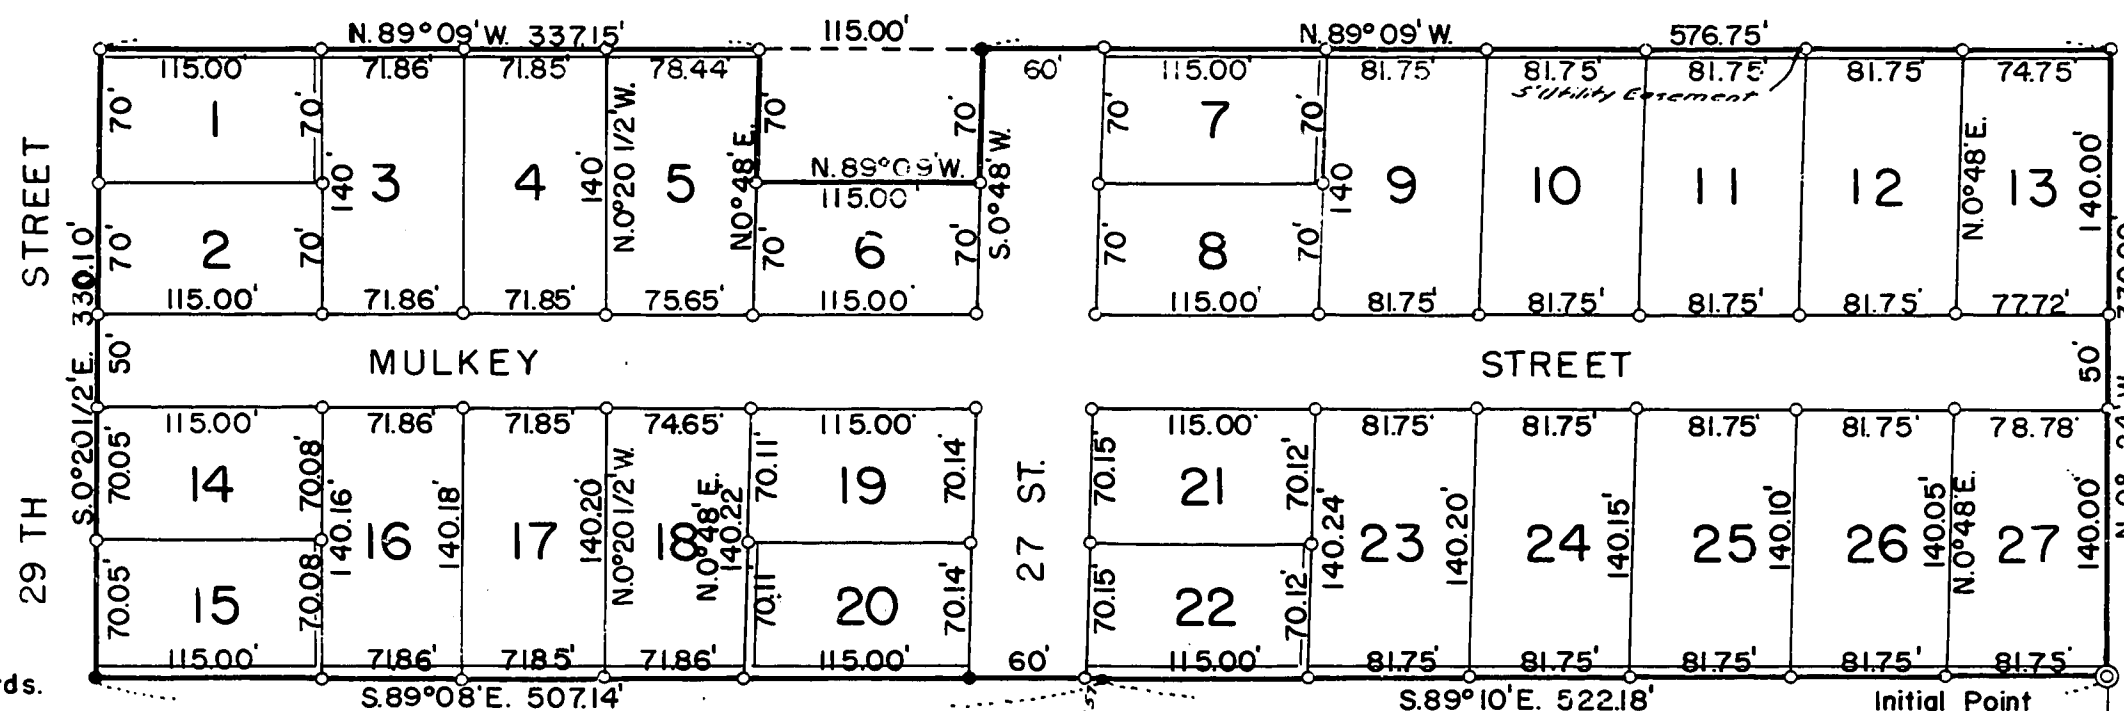 N. 89° 09' W. 337.15'
115.00'
N. 89° 09' W. 576.75'
115.00' 71.86' 71.85' 78.44' 60' 115.00' 81.75' 81.75' 81.75' 81.75' 74.75'
5' Utility Easement
70' 1 70' 70' 70' 70' 7 70'
STREET
140' 3 4 140' N. 0° 20 1/2' W. 5 N. 0° 48' E.
N. 89° 09' W.
115.00'
S. 0° 48' W.
140' 9 10 11 12 N. 0° 48' E. 13 140.00'
70' 2 70' 70' 6 70' 70' 8 70'
115.00' 71.86' 71.85' 75.65' 115.00' 115.00' 81.75' 81.75' 81.75' 81.75' 77.72'
S. 0° 20 1/2' E. 330.10'
50' MULKEY STREET 50'
115.00' 71.86' 71.85' 74.65' 115.00' 115.00' 81.75' 81.75' 81.75' 81.75' 78.78'
70.05' 14 70.08' 70.11' 19 70.14' 70.15' 21 70.12'
29 TH
140.16' 16 140.18' 17 140.20' N. 0° 20 1/2' W. 18 N. 0° 48' E. 140.22
27 ST.
140.24' 23 140.20' 24 140.15' 25 140.10' 26 140.05' N. 0° 48' E. 27 140.00'
70.05' 15 70.08' 70.11' 20 70.14' 70.15' 22 70.12'
115.00' 71.86' 71.85' 71.86' 115.00' 60' 115.00' 81.75' 81.75' 81.75' 81.75' 81.75'
rds.
S. 89° 08' E. 507.14'
5'
S. 89° 10' E. 522.18'
Initial Point